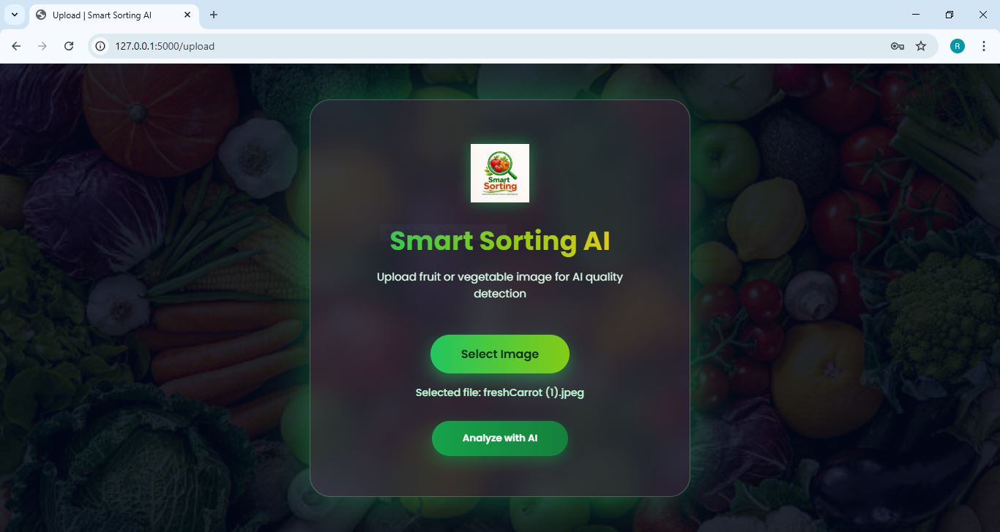 Upload | Smart Sorting AI
127.0.0.1:5000/upload
R
Smart
Sorting
Smart Sorting AI
Upload fruit or vegetable image for AI quality
detection
Select Image
Selected file: freshCarrot (1).jpeg
Analyze with AI